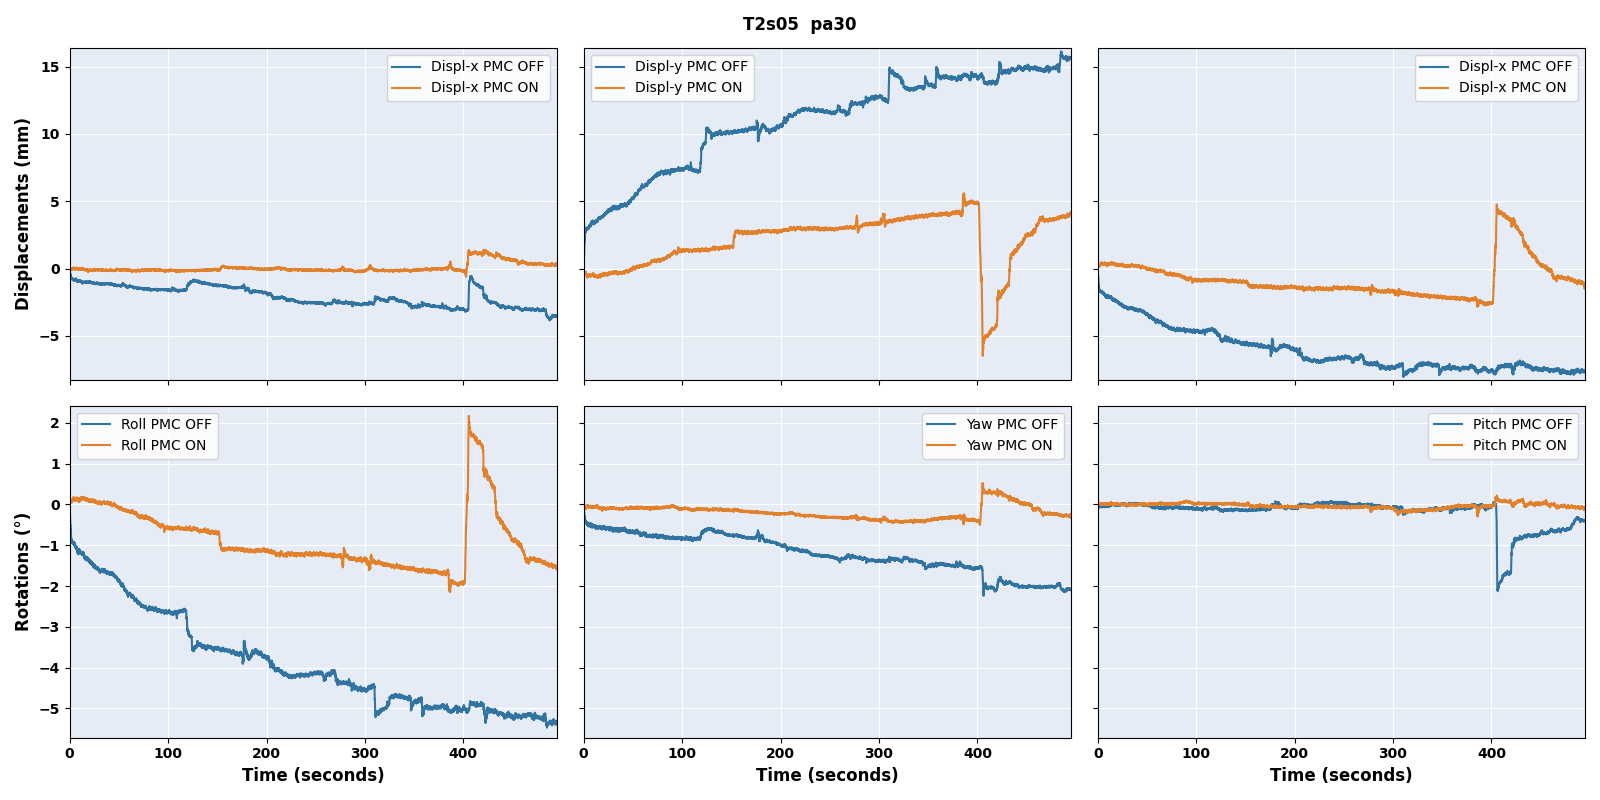 T2s05  pa30
Displacements (mm)
15
10
5
0
−5
Displ-x PMC OFF
Displ-x PMC ON
Displ-y PMC OFF
Displ-y PMC ON
Displ-x PMC OFF
Displ-x PMC ON
Rotations (°)
2
1
0
−1
−2
−3
−4
−5
Roll PMC OFF
Roll PMC ON
Yaw PMC OFF
Yaw PMC ON
Pitch PMC OFF
Pitch PMC ON
0 100 200 300 400
0 100 200 300 400
0 100 200 300 400
Time (seconds)
Time (seconds)
Time (seconds)